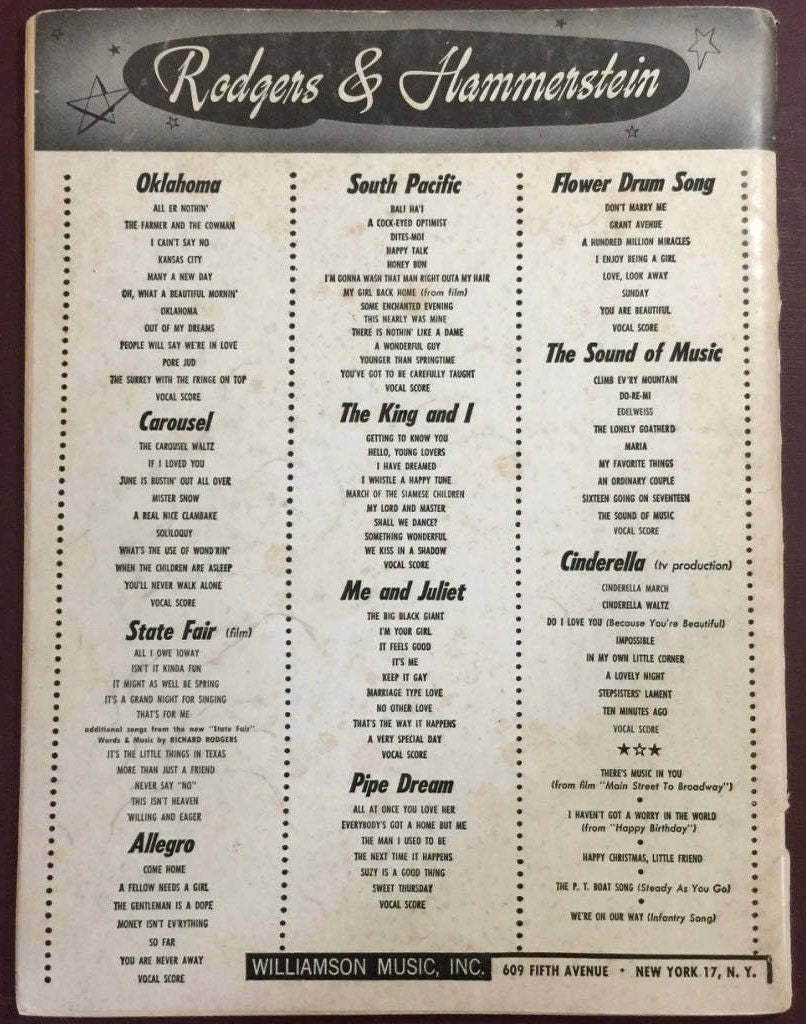 Rodgers & Hammerstein
Oklahoma
ALL ER NOTHIN'
THE FARMER AND THE COWMAN
I CAIN'T SAY NO
KANSAS CITY
MANY A NEW DAY
OH, WHAT A BEAUTIFUL MORNIN'
OKLAHOMA
OUT OF MY DREAMS
PEOPLE WILL SAY WE'RE IN LOVE
PORE JUD
THE SURREY WITH THE FRINGE ON TOP
VOCAL SCORE
Carousel
THE CAROUSEL WALTZ
IF I LOVED YOU
JUNE IS BUSTIN' OUT ALL OVER
MISTER SNOW
A REAL NICE CLAMBAKE
SOLILOQUY
WHAT'S THE USE OF WOND'RIN'
WHEN THE CHILDREN ARE ASLEEP
YOU'LL NEVER WALK ALONE
VOCAL SCORE
State Fair (film)
ALL I OWE IOWAY
ISN'T IT KINDA FUN
IT MIGHT AS WELL BE SPRING
IT'S A GRAND NIGHT FOR SINGING
THAT'S FOR ME
additional songs from the new "State Fair"
Words & Music by RICHARD RODGERS
IT'S THE LITTLE THINGS IN TEXAS
MORE THAN JUST A FRIEND
NEVER SAY "NO"
THIS ISN'T HEAVEN
WILLING AND EAGER
Allegro
COME HOME
A FELLOW NEEDS A GIRL
THE GENTLEMAN IS A DOPE
MONEY ISN'T EV'RYTHING
SO FAR
YOU ARE NEVER AWAY
VOCAL SCORE
South Pacific
BALI HA'I
A COCK-EYED OPTIMIST
DITES-MOI
HAPPY TALK
HONEY BUN
I'M GONNA WASH THAT MAN RIGHT OUTA MY HAIR
MY GIRL BACK HOME (from film)
SOME ENCHANTED EVENING
THIS NEARLY WAS MINE
THERE IS NOTHIN' LIKE A DAME
A WONDERFUL GUY
YOUNGER THAN SPRINGTIME
YOU'VE GOT TO BE CAREFULLY TAUGHT
VOCAL SCORE
The King and I
GETTING TO KNOW YOU
HELLO, YOUNG LOVERS
I HAVE DREAMED
I WHISTLE A HAPPY TUNE
MARCH OF THE SIAMESE CHILDREN
MY LORD AND MASTER
SHALL WE DANCE?
SOMETHING WONDERFUL
WE KISS IN A SHADOW
VOCAL SCORE
Me and Juliet
THE BIG BLACK GIANT
I'M YOUR GIRL
IT FEELS GOOD
IT'S ME
KEEP IT GAY
MARRIAGE TYPE LOVE
NO OTHER LOVE
THAT'S THE WAY IT HAPPENS
A VERY SPECIAL DAY
VOCAL SCORE
Pipe Dream
ALL AT ONCE YOU LOVE HER
EVERYBODY'S GOT A HOME BUT ME
THE MAN I USED TO BE
THE NEXT TIME IT HAPPENS
SUZY IS A GOOD THING
SWEET THURSDAY
VOCAL SCORE
Flower Drum Song
DON'T MARRY ME
GRANT AVENUE
A HUNDRED MILLION MIRACLES
I ENJOY BEING A GIRL
LOVE, LOOK AWAY
SUNDAY
YOU ARE BEAUTIFUL
VOCAL SCORE
The Sound of Music
CLIMB EV'RY MOUNTAIN
DO-RE-MI
EDELWEISS
THE LONELY GOATHERD
MARIA
MY FAVORITE THINGS
AN ORDINARY COUPLE
SIXTEEN GOING ON SEVENTEEN
THE SOUND OF MUSIC
VOCAL SCORE
Cinderella (tv production)
CINDERELLA MARCH
CINDERELLA WALTZ
DO I LOVE YOU (Because You're Beautiful)
IMPOSSIBLE
IN MY OWN LITTLE CORNER
A LOVELY NIGHT
STEPSISTERS' LAMENT
TEN MINUTES AGO
VOCAL SCORE
THERE'S MUSIC IN YOU
(from film "Main Street To Broadway")
I HAVEN'T GOT A WORRY IN THE WORLD
(from "Happy Birthday")
HAPPY CHRISTMAS, LITTLE FRIEND
THE P. T. BOAT SONG (Steady As You Go)
WE'RE ON OUR WAY (Infantry Song)
WILLIAMSON MUSIC, INC. 609 FIFTH AVENUE • NEW YORK 17, N. Y.